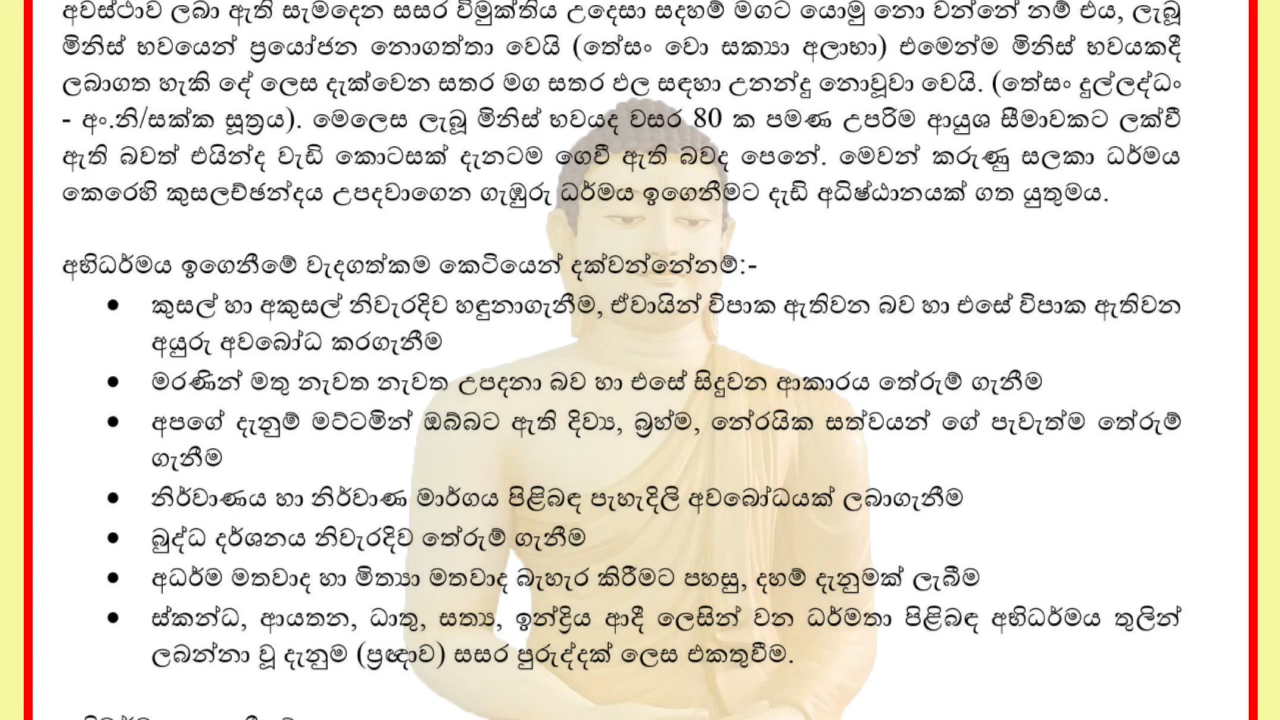 අවස්ථාව ලබා ඇති සැමදෙන සසර විමුක්තිය උදෙසා සදහම් මගට යොමු නො වන්නේ නම් එය, ලැබූ
මිනිස් භවයෙන් ප්‍රයෝජන නොගත්තා වෙයි (තේසං වො සක්‍යා අලාභා) එමෙන්ම මිනිස් භවයකදී
ලබාගත හැකි දේ ලෙස දැක්වෙන සතර මග සතර ඵල සඳහා උනන්දු නොවූවා වෙයි. (තේසං දුල්ලද්ධං
- අං.නි/සක්ක සූත්‍රය). මෙලෙස ලැබූ මිනිස් භවයද වසර 80 ක පමණ උපරිම ආයුශ සීමාවකට ලක්වී
ඇති බවත් එයින්ද වැඩි කොටසක් දැනටම ගෙවී ඇති බවද පෙනේ. මෙවන් කරුණු සලකා ධර්මය
කෙරෙහි කුසලච්ඡන්දය උපදවාගෙන ගැඹුරු ධර්මය ඉගෙනීමට දැඩි අධිෂ්ඨානයක් ගත යුතුමය.
අභිධර්මය ඉගෙනීමේ වැදගත්කම කෙටියෙන් දක්වන්නේනම්:-
• කුසල් හා අකුසල් නිවැරදිව හඳුනාගැනීම, ඒවායින් විපාක ඇතිවන බව හා එසේ විපාක ඇතිවන
අයුරු අවබෝධ කරගැනීම
• මරණින් මතු නැවත නැවත උපදනා බව හා එසේ සිදුවන ආකාරය තේරුම් ගැනීම
• අපගේ දැනුම් මට්ටමින් ඔබ්බට ඇති දිව්‍ය, බ්‍රහ්ම, නේරයික සත්වයන් ගේ පැවැත්ම තේරුම්
ගැනීම
• නිර්වාණය හා නිර්වාණ මාර්ගය පිළිබඳ පැහැදිලි අවබෝධයක් ලබාගැනීම
• බුද්ධ දර්ශනය නිවැරදිව තේරුම් ගැනීම
• අධර්ම මතවාද හා මිත්‍යා මතවාද බැහැර කිරීමට පහසු, දහම් දැනුමක් ලැබීම
• ස්කන්ධ, ආයතන, ධාතු, සත්‍ය, ඉන්ද්‍රිය ආදී ලෙසින් වන ධර්මතා පිළිබඳ අභිධර්මය තුලින්
ලබන්නා වූ දැනුම (ප්‍රඥාව) සසර පුරුද්දක් ලෙස එකතුවීම.